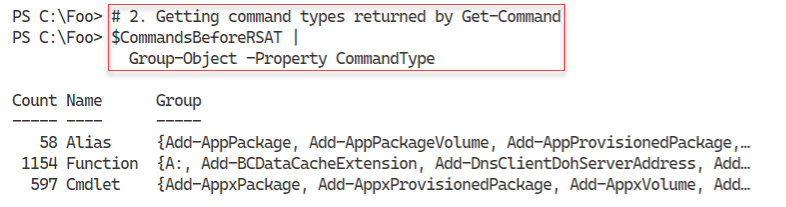 PS C:\Foo> # 2. Getting command types returned by Get-Command
PS C:\Foo> $CommandsBeforeRSAT |
  Group-Object -Property CommandType
Count Name      Group
----- ----      -----
   58 Alias     {Add-AppPackage, Add-AppPackageVolume, Add-AppProvisionedPackage,…
 1154 Function  {A:, Add-BCDataCacheExtension, Add-DnsClientDohServerAddress, Add…
  597 Cmdlet    {Add-AppxPackage, Add-AppxProvisionedPackage, Add-AppxVolume, Add…